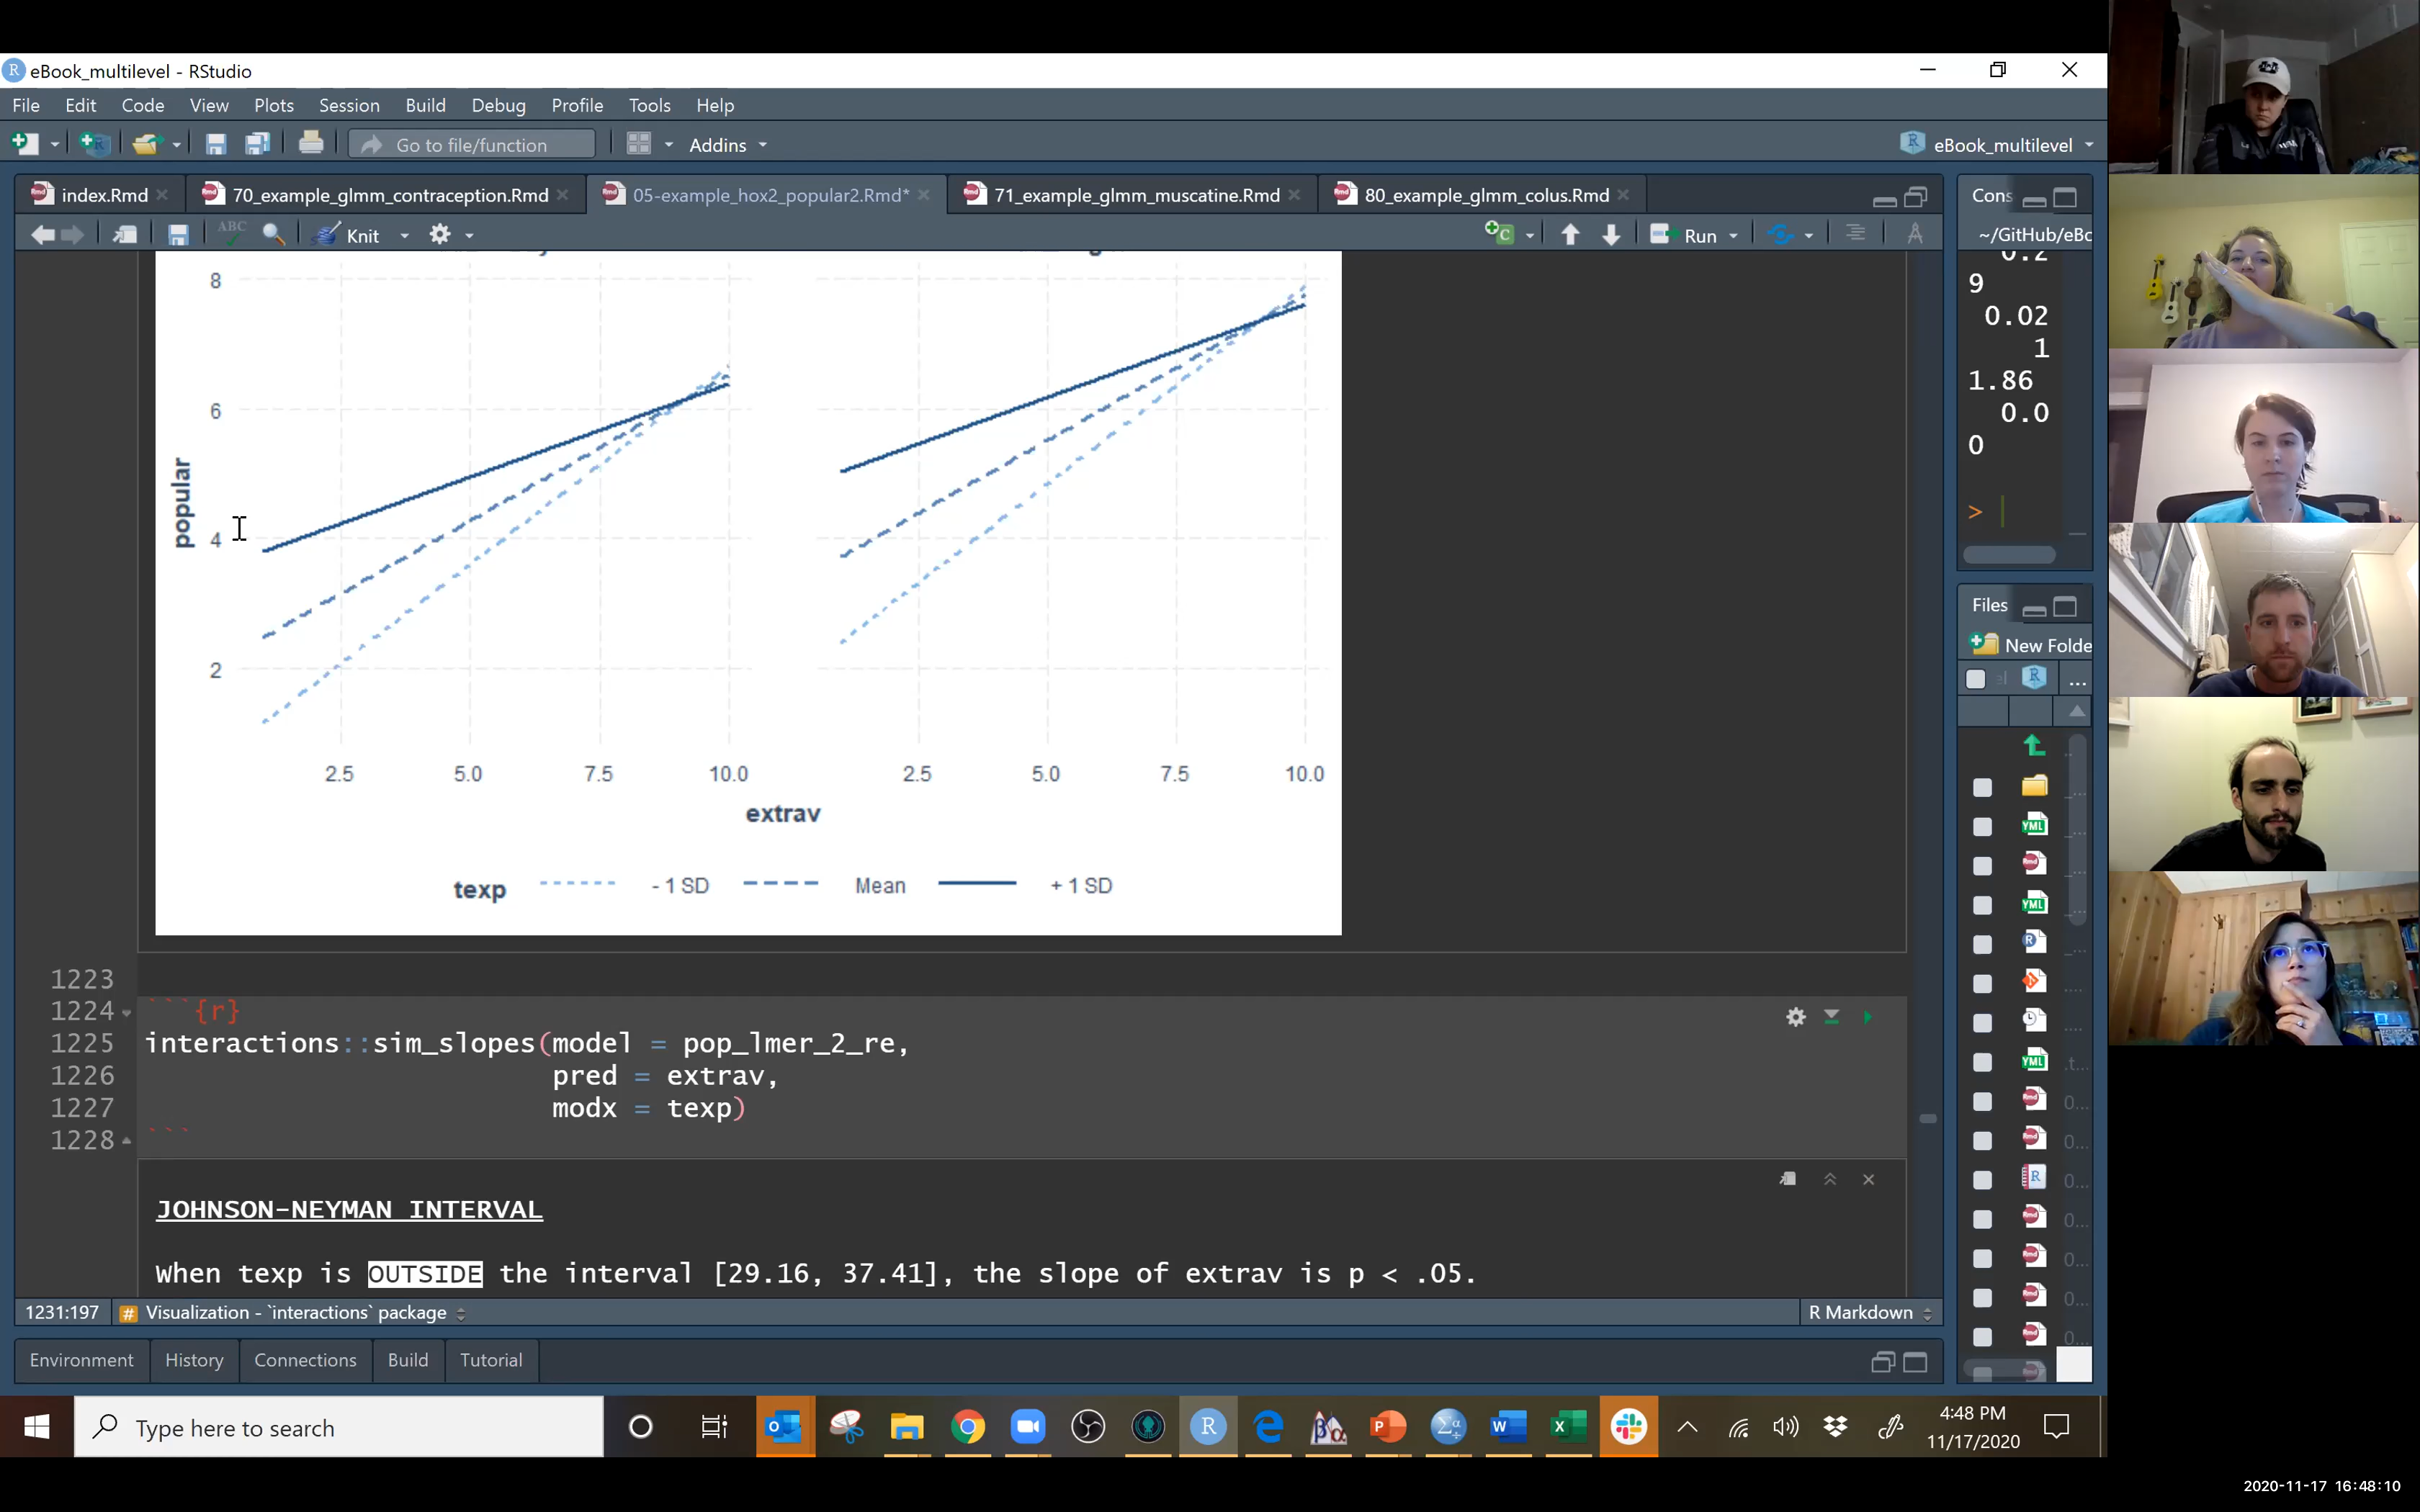 eBook_multilevel - RStudio
File Edit Code View Plots Session Build Debug Profile Tools Help
Go to file/function Addins eBook_multilevel
index.Rmd 70_example_glmm_contraception.Rmd 05-example_hox2_popular2.Rmd* 71_example_glmm_muscatine.Rmd 80_example_glmm_colus.Rmd
ABC Knit Run
8
6
4
2
popular
2.5 5.0 7.5 10.0 2.5 5.0 7.5 10.0
extrav
texp - 1 SD Mean + 1 SD
1223
1224 ```{r}
1225 interactions::sim_slopes(model = pop_lmer_2_re,
1226 pred = extrav,
1227 modx = texp)
1228 ```
JOHNSON-NEYMAN INTERVAL
When texp is OUTSIDE the interval [29.16, 37.41], the slope of extrav is p < .05.
1231:197 # Visualization - `interactions` package R Markdown
Environment History Connections Build Tutorial
Cons
~/GitHub/eBc
0.2
9
0.02
1
1.86
0.0
0
>
Files
New Folde
YML
YML
YML
Type here to search
4:48 PM
11/17/2020
2020-11-17 16:48:10